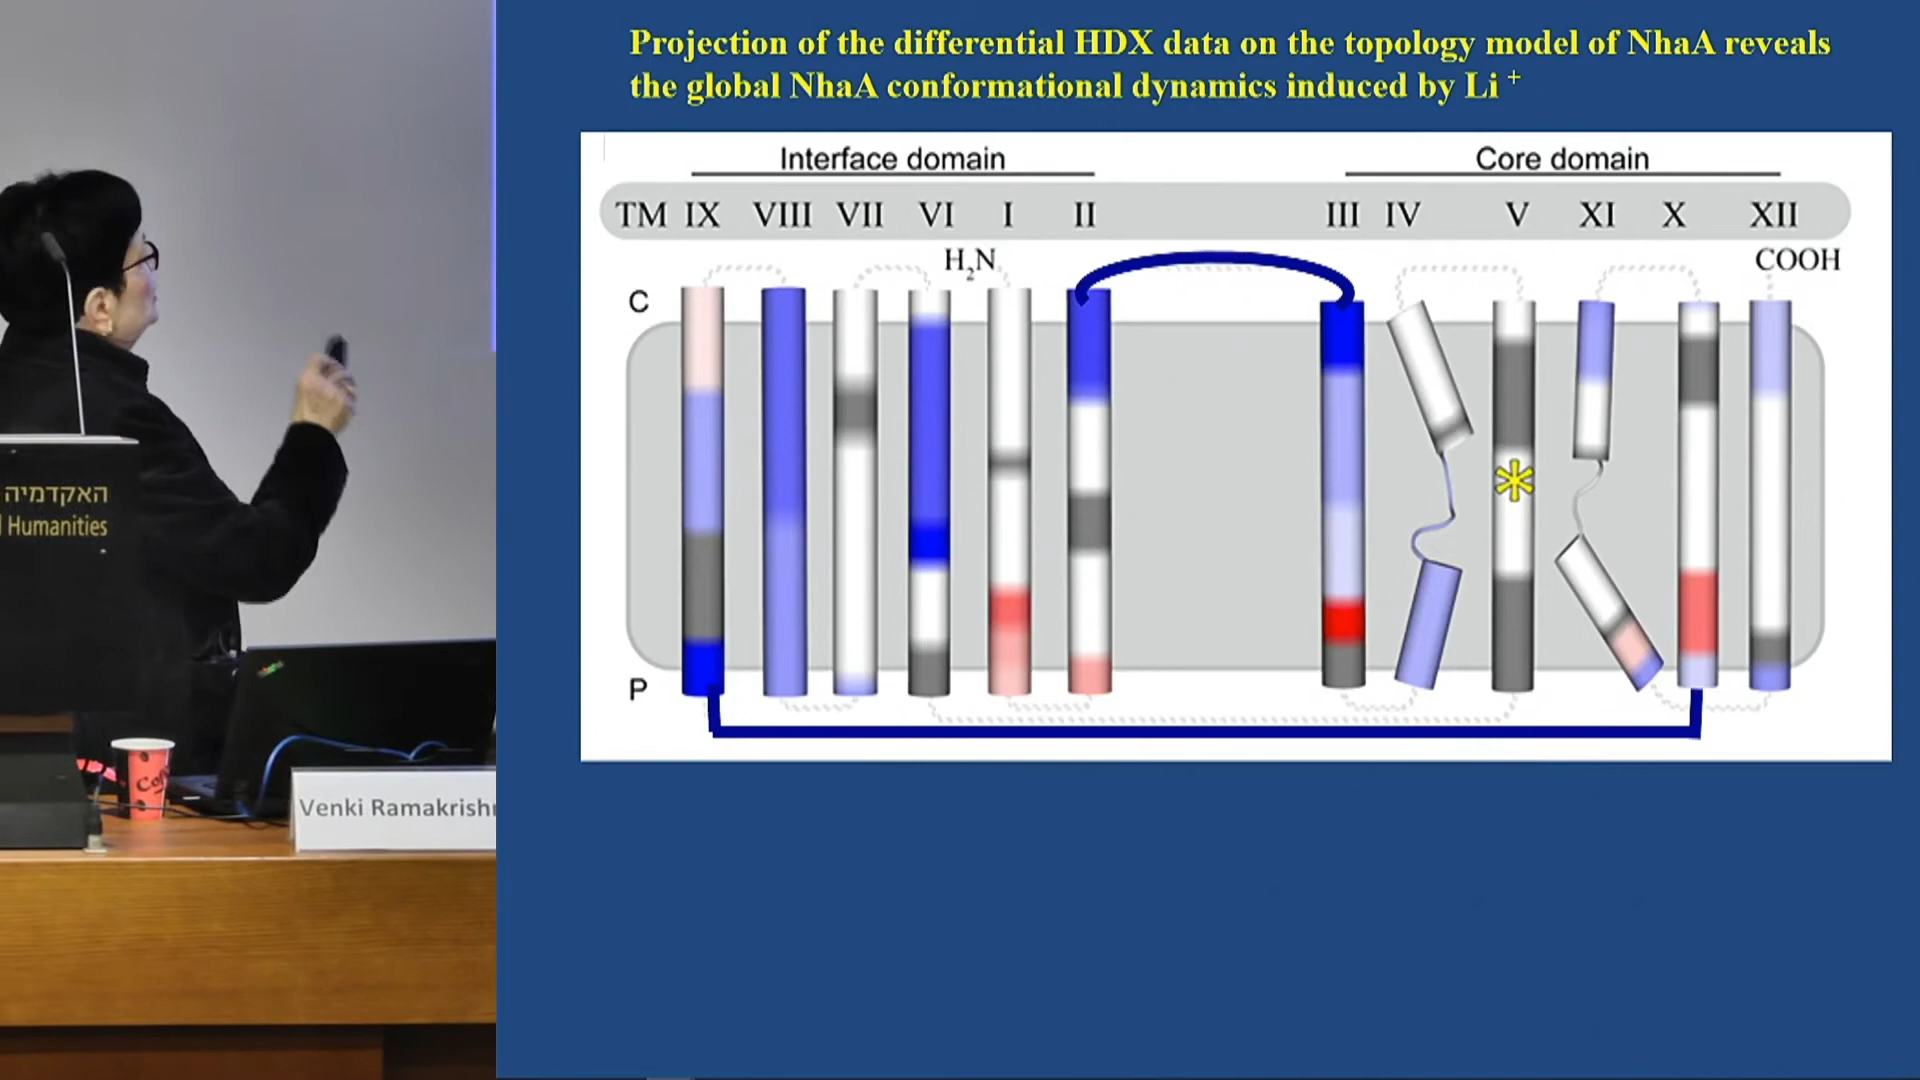 Projection of the differential HDX data on the topology model of NhaA reveals
the global NhaA conformational dynamics induced by Li +
Interface domain
Core domain
TM IX VIII VII VI I II III IV V XI X XII
H2N
COOH
C
*
P
האקדמיה
Humanities
Venki